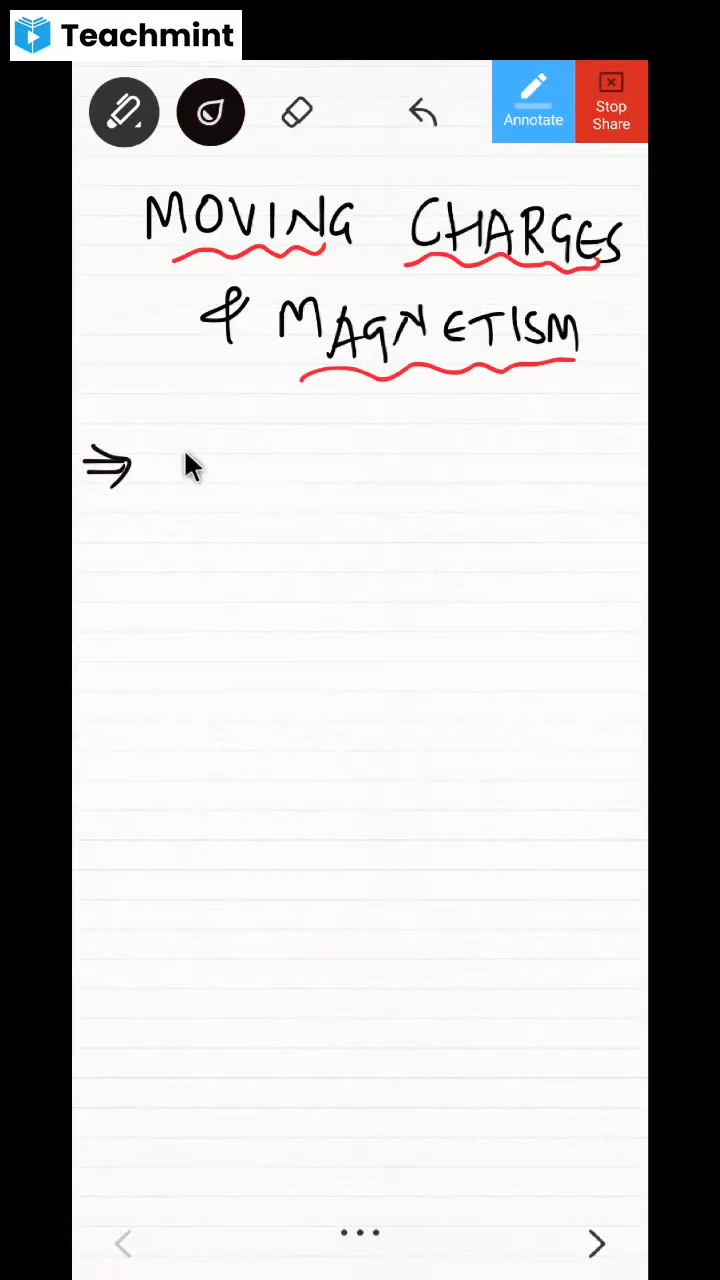 Teachmint
Annotate
Stop
Share
MOVING CHARGES
& MAGNETISM
⇒